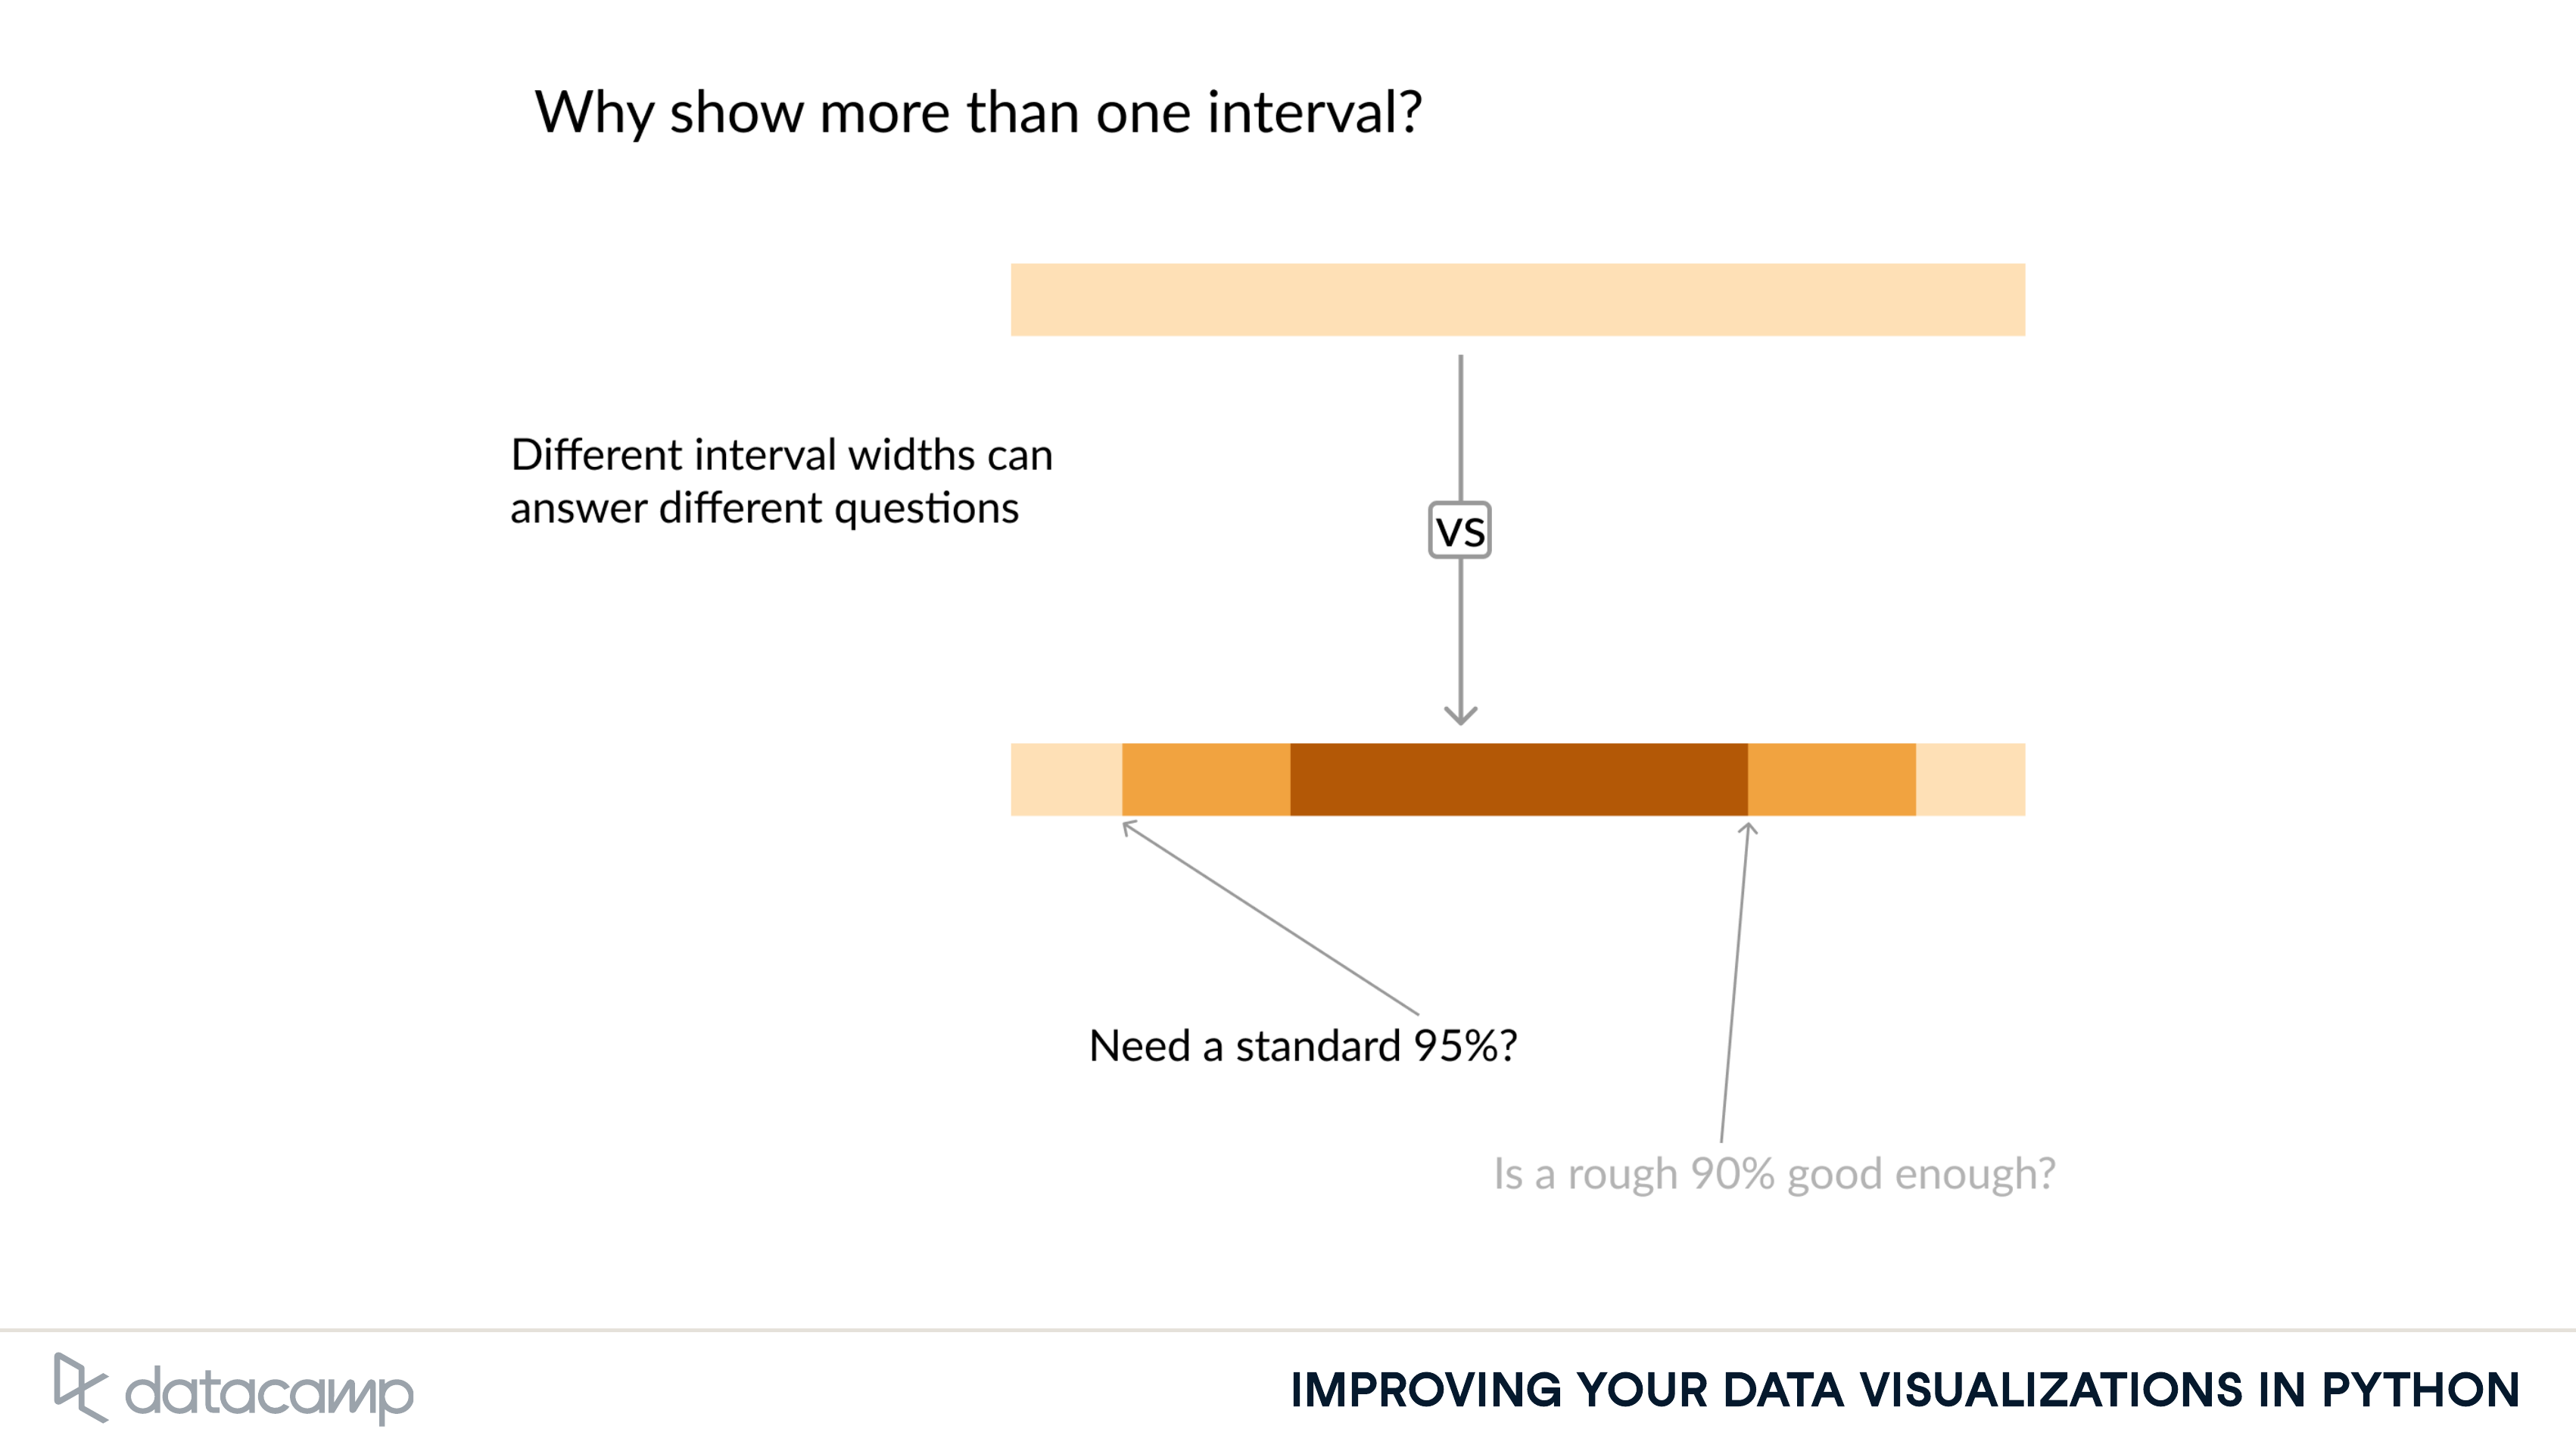 Why show more than one interval?
Different interval widths can
answer different questions
vs
Need a standard 95%?
Is a rough 90% good enough?
datacamp
IMPROVING YOUR DATA VISUALIZATIONS IN PYTHON